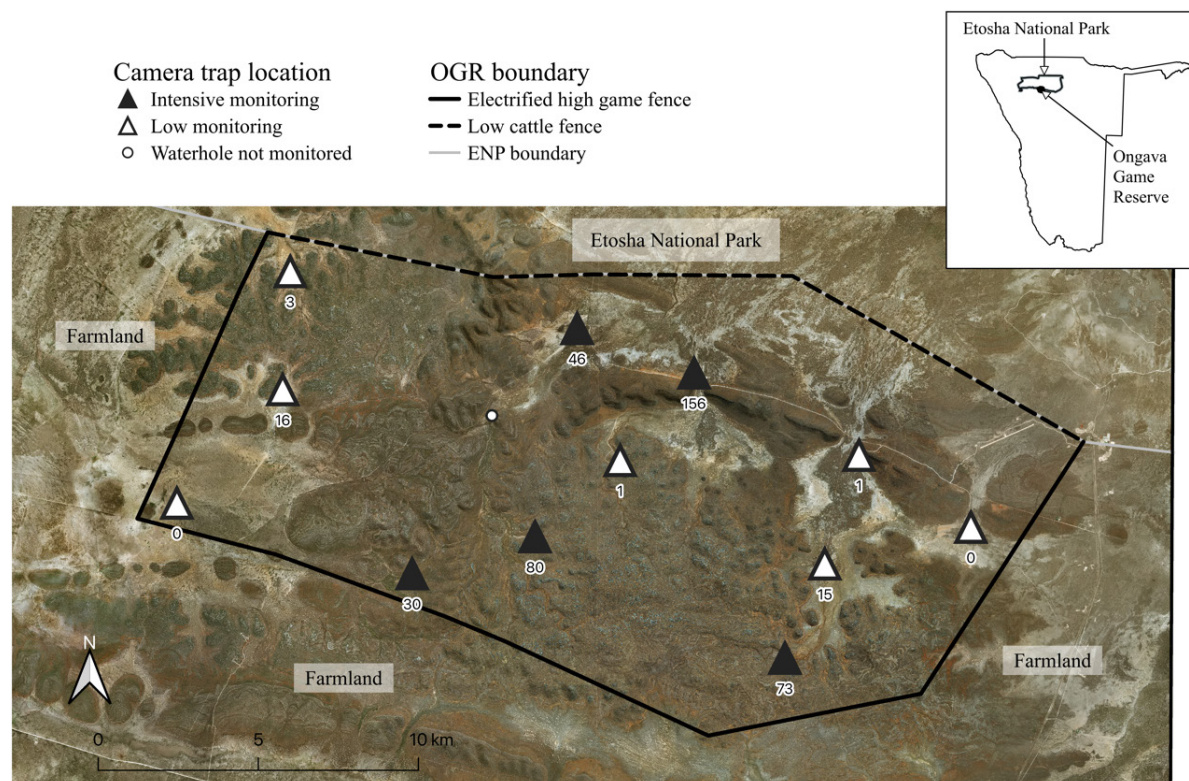 Etosha National Park
Ongava
Game
Reserve
Camera trap location
Intensive monitoring
Low monitoring
Waterhole not monitored
OGR boundary
Electrified high game fence
Low cattle fence
ENP boundary
Etosha National Park
Farmland
3
46
156
16
1
1
0
80
0
30
15
73
N
Farmland
Farmland
0
5
10 km